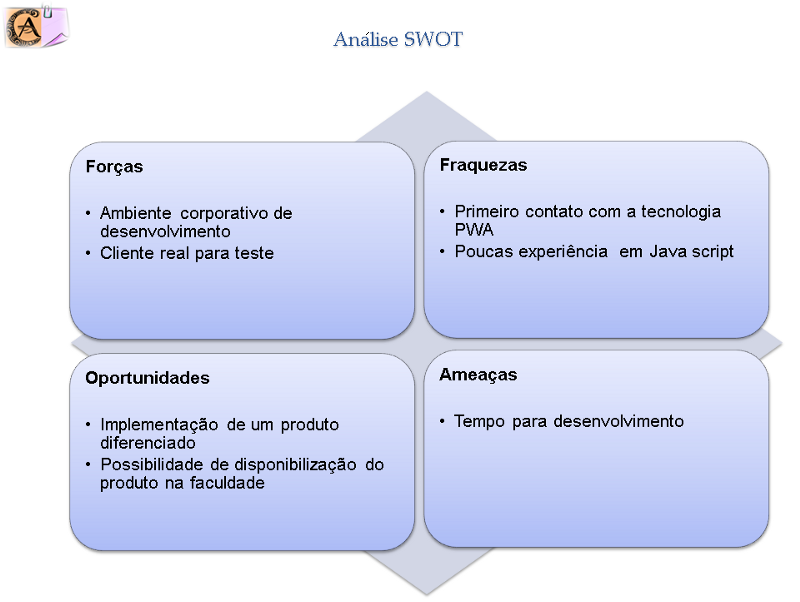 Análise SWOT
Forças
• Ambiente corporativo de
desenvolvimento
• Cliente real para teste
Fraquezas
• Primeiro contato com a tecnologia
PWA
• Poucas experiência em Java script
Oportunidades
• Implementação de um produto
diferenciado
• Possibilidade de disponibilização do
produto na faculdade
Ameaças
• Tempo para desenvolvimento